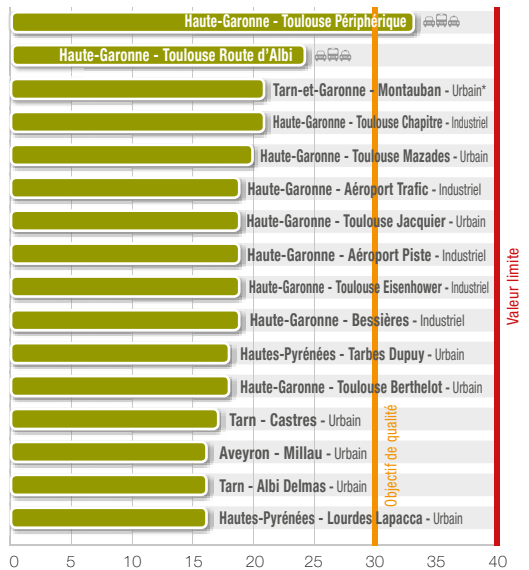 Haute-Garonne - Toulouse Périphérique
Haute-Garonne - Toulouse Route d'Albi
Tarn-et-Garonne - Montauban - Urbain*
Haute-Garonne - Toulouse Chapitre - Industriel
Haute-Garonne - Toulouse Mazades - Urbain
Haute-Garonne - Aéroport Trafic - Industriel
Haute-Garonne - Toulouse Jacquier - Urbain
Haute-Garonne - Aéroport Piste - Industriel
Haute-Garonne - Toulouse Eisenhower - Industriel
Haute-Garonne - Bessières - Industriel
Hautes-Pyrénées - Tarbes Dupuy - Urbain
Haute-Garonne - Toulouse Berthelot - Urbain
Tarn - Castres - Urbain
Aveyron - Millau - Urbain
Tarn - Albi Delmas - Urbain
Hautes-Pyrénées - Lourdes Lapacca - Urbain
Objectif de qualité
Valeur limite
0 5 10 15 20 25 30 35 40